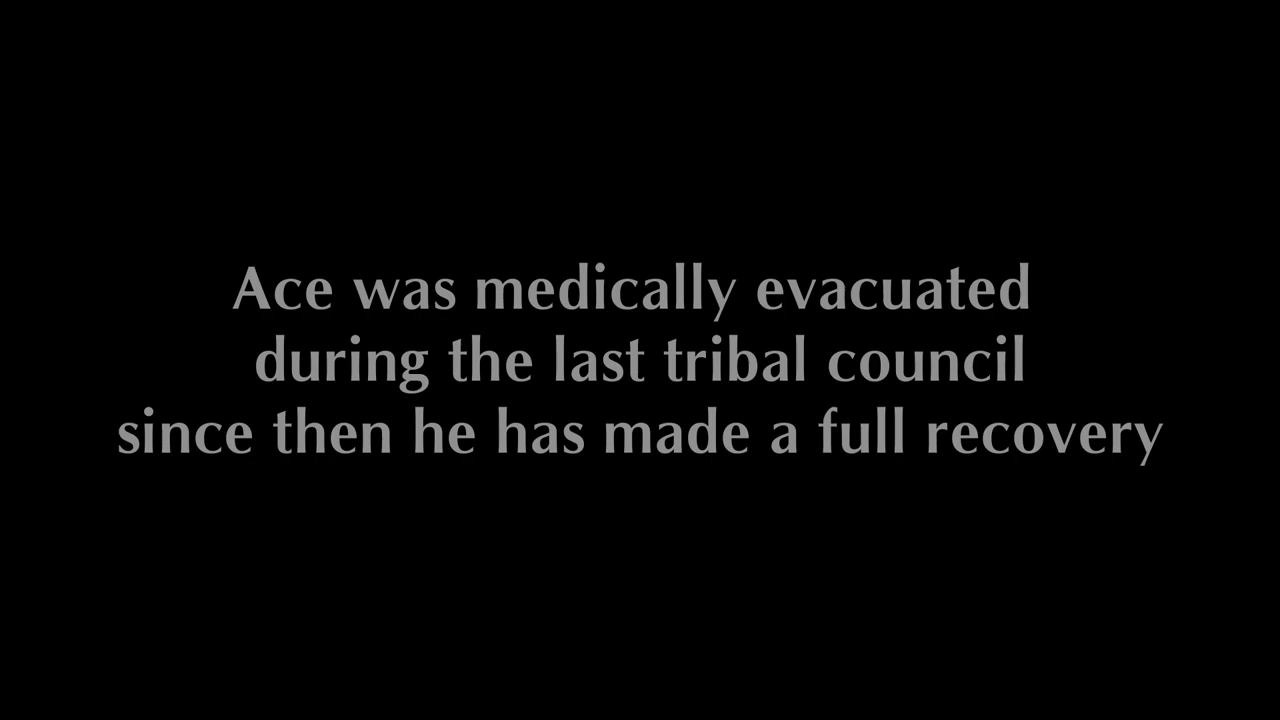 Ace was medically evacuated
during the last tribal council
since then he has made a full recovery